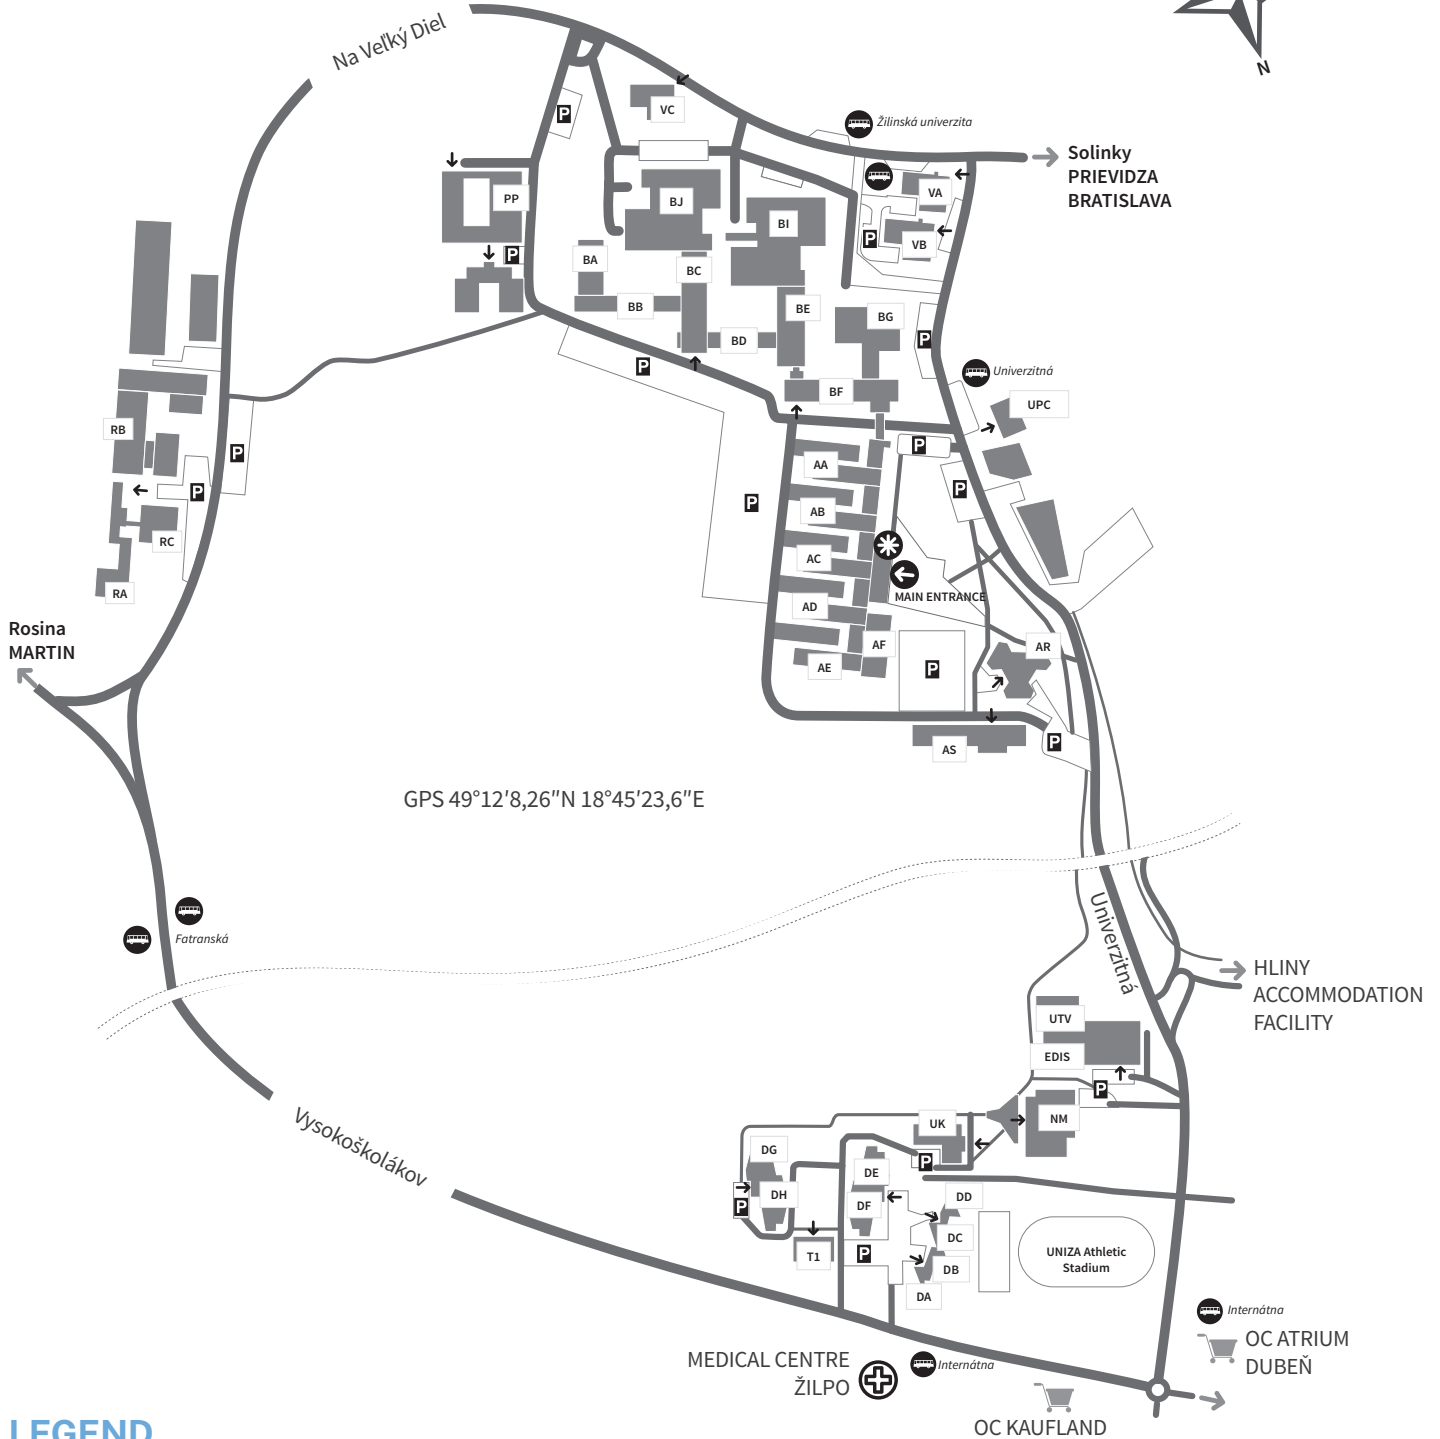 Na Veľký Diel
N
P
VC
Žilinská univerzita
Solinky
PRIEVIDZA
BRATISLAVA
PP
BJ
BI
VA
VB
P
P
BA
BC
BB
BE
BD
BG
P
P
Univerzitná
UPC
BF
RB
P
P
RC
RA
AA
P
P
P
AB
AC
MAIN ENTRANCE
AD
AF
AE
AR
P
AS
P
Rosina
MARTIN
GPS 49°12′8,26″N 18°45′23,6″E
Fatranská
Univerzitná
HLINY
ACCOMMODATION
FACILITY
UTV
EDIS
P
NM
UK
P
Vysokoškolákov
DG
DH
P
DE
DF
DD
DC
DB
DA
T1
P
UNIZA Athletic
Stadium
Internátna
OC ATRIUM
DUBEŇ
MEDICAL CENTRE
ŽILPO
Internátna
OC KAUFLAND
LEGEND